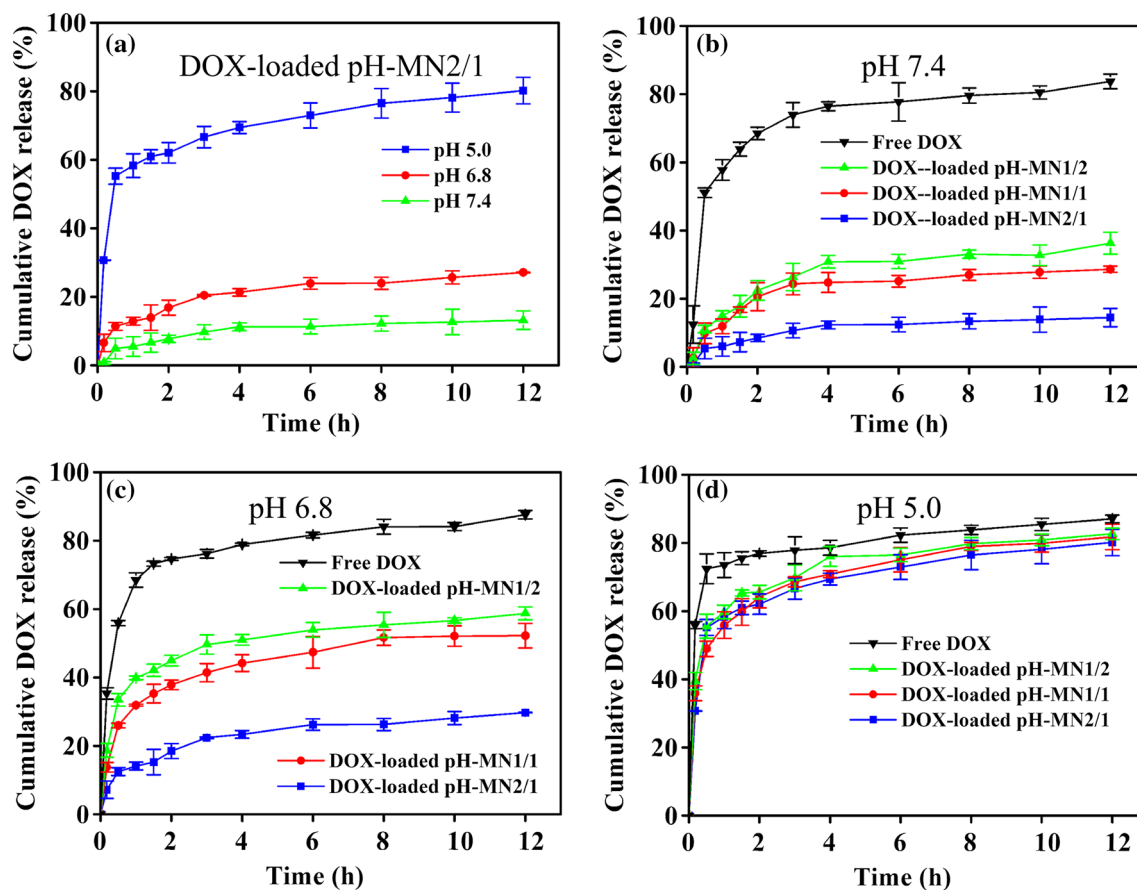 (a)
DOX-loaded pH-MN2/1
pH 5.0
pH 6.8
pH 7.4
Cumulative DOX release (%)
100
80
60
40
20
0
0 2 4 6 8 10 12
Time (h)
(b)
pH 7.4
Free DOX
DOX--loaded pH-MN1/2
DOX--loaded pH-MN1/1
DOX--loaded pH-MN2/1
Cumulative DOX release (%)
100
80
60
40
20
0
0 2 4 6 8 10 12
Time (h)
(c)
pH 6.8
Free DOX
DOX-loaded pH-MN1/2
DOX-loaded pH-MN1/1
DOX-loaded pH-MN2/1
Cumulative DOX release (%)
100
80
60
40
20
0
0 2 4 6 8 10 12
Time (h)
(d)
pH 5.0
Free DOX
DOX-loaded pH-MN1/2
DOX-loaded pH-MN1/1
DOX-loaded pH-MN2/1
Cumulative DOX release (%)
100
80
60
40
20
0
0 2 4 6 8 10 12
Time (h)